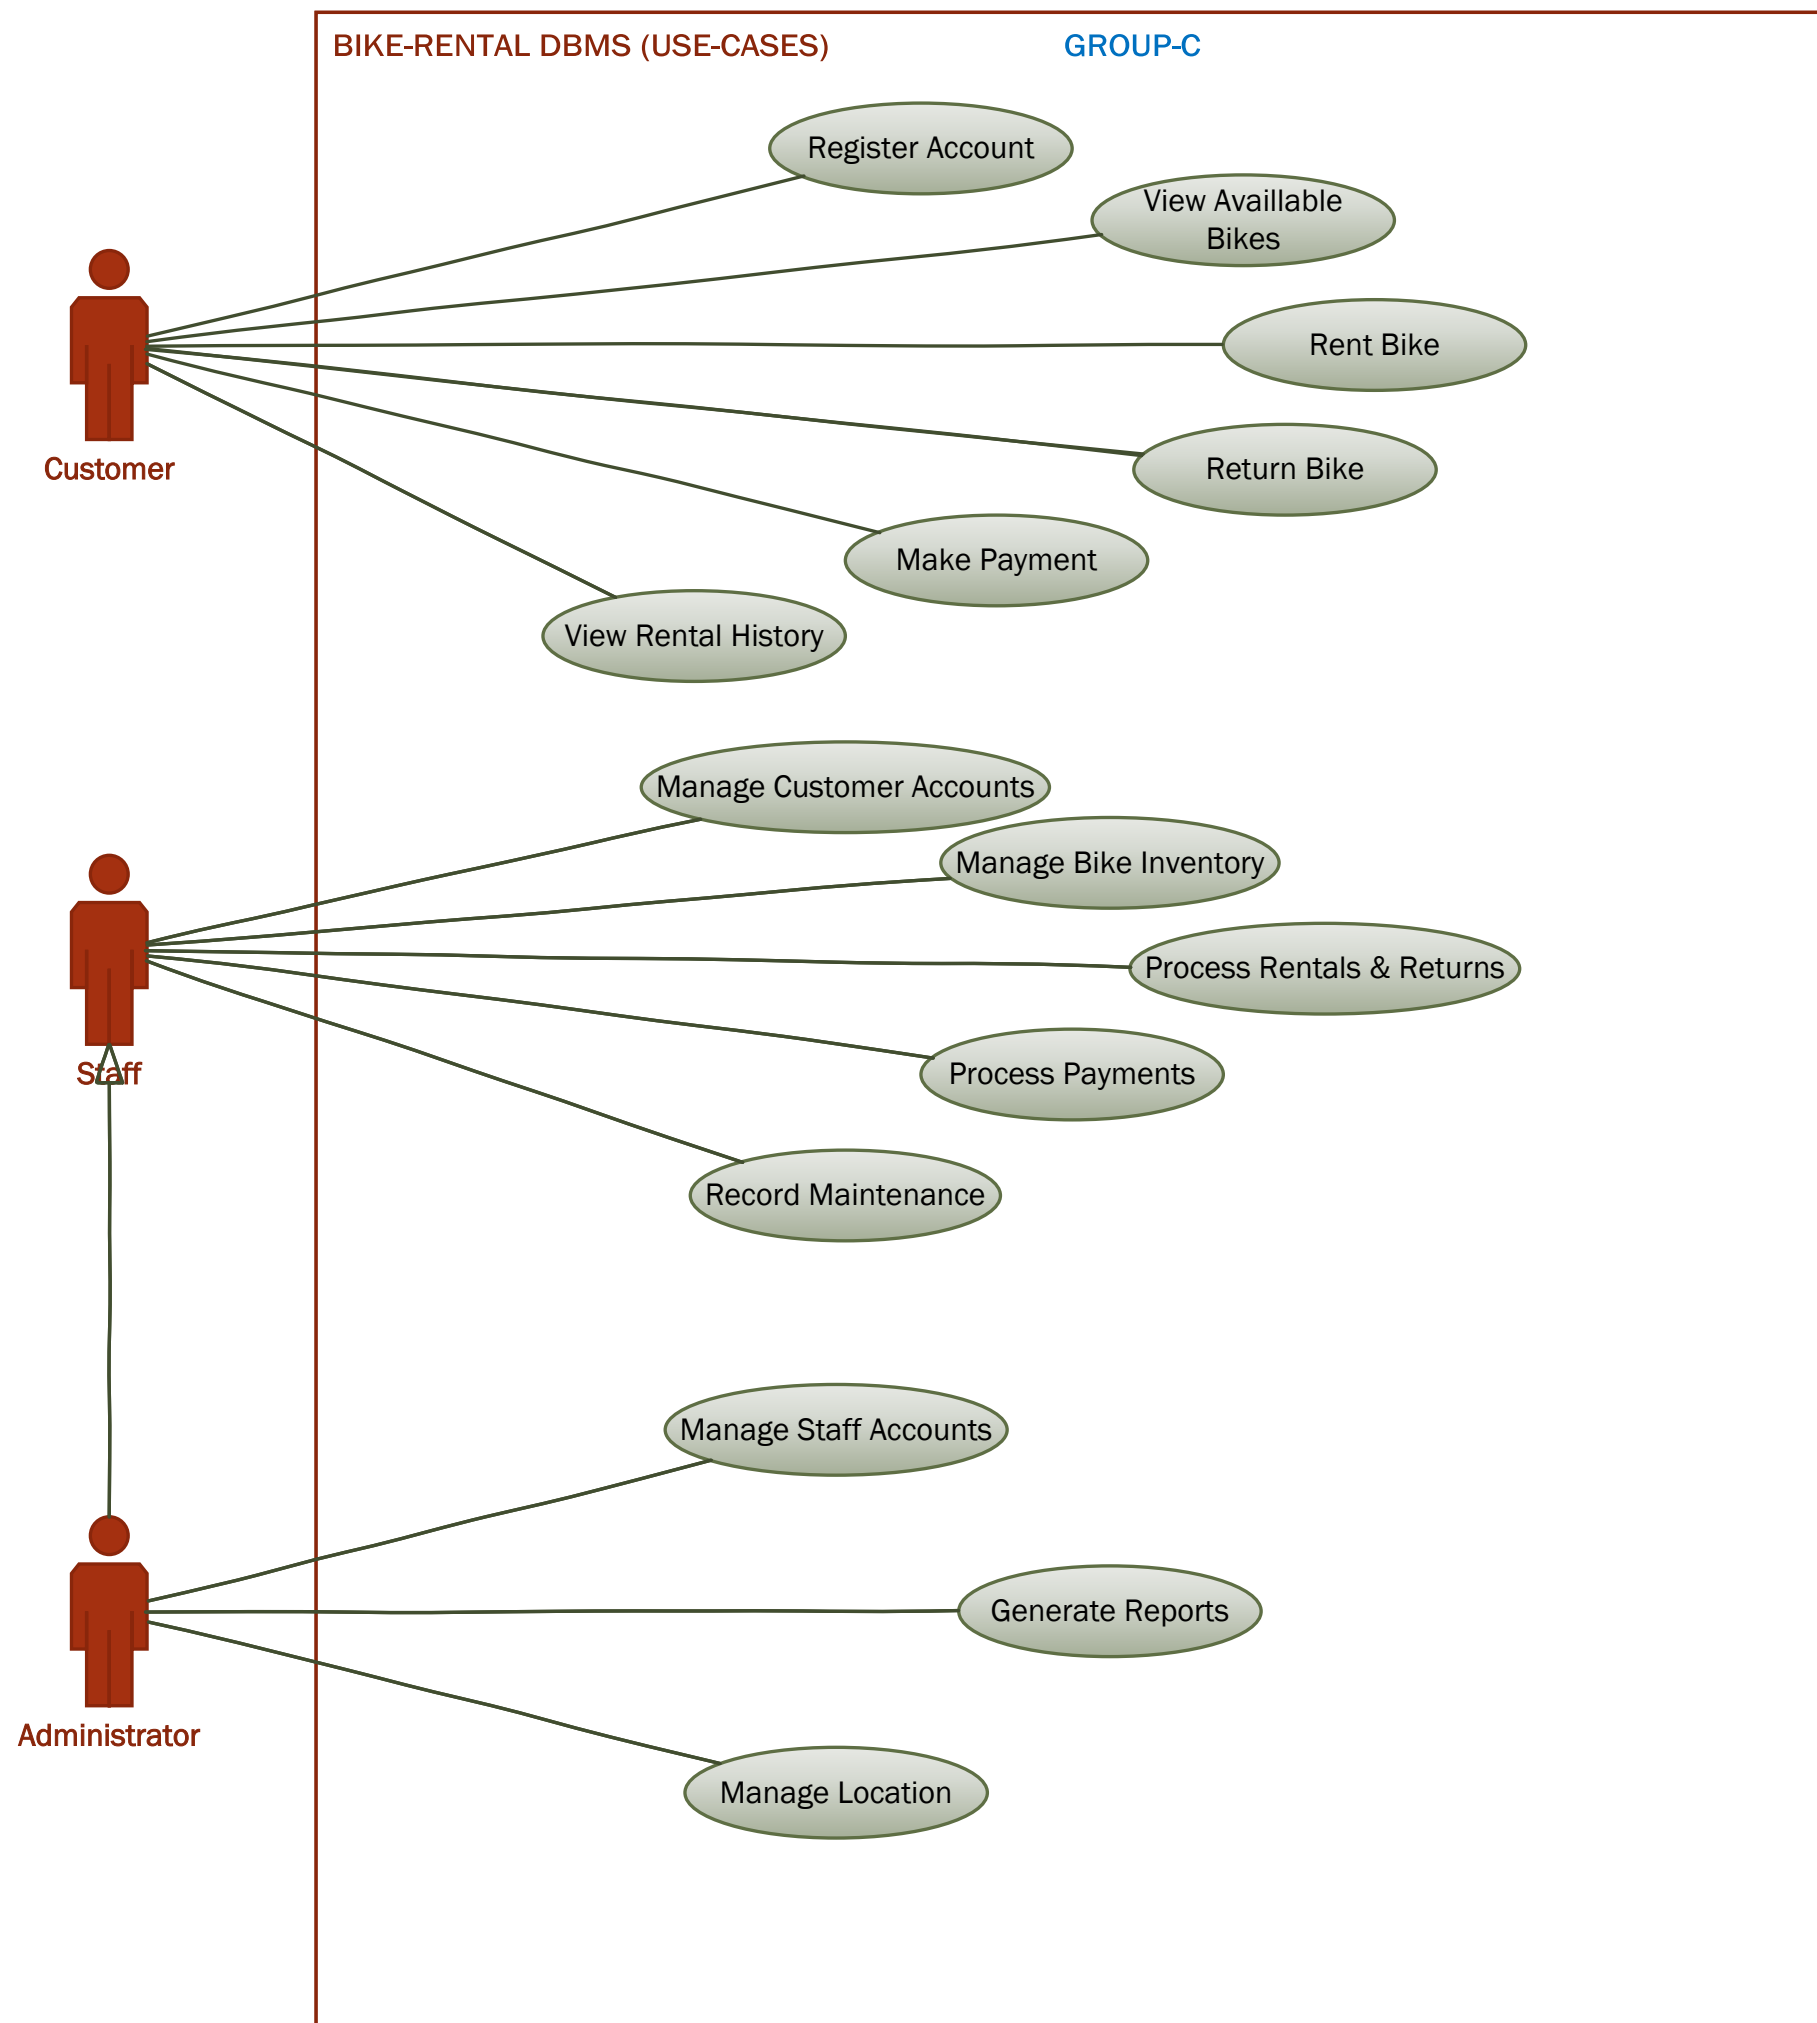 BIKE-RENTAL DBMS (USE-CASES)
GROUP-C
Register Account
View Availlable
Bikes
Rent Bike
Return Bike
Customer
Make Payment
View Rental History
Manage Customer Accounts
Manage Bike Inventory
Process Rentals & Returns
Staff
Process Payments
Record Maintenance
Manage Staff Accounts
Generate Reports
Administrator
Manage Location